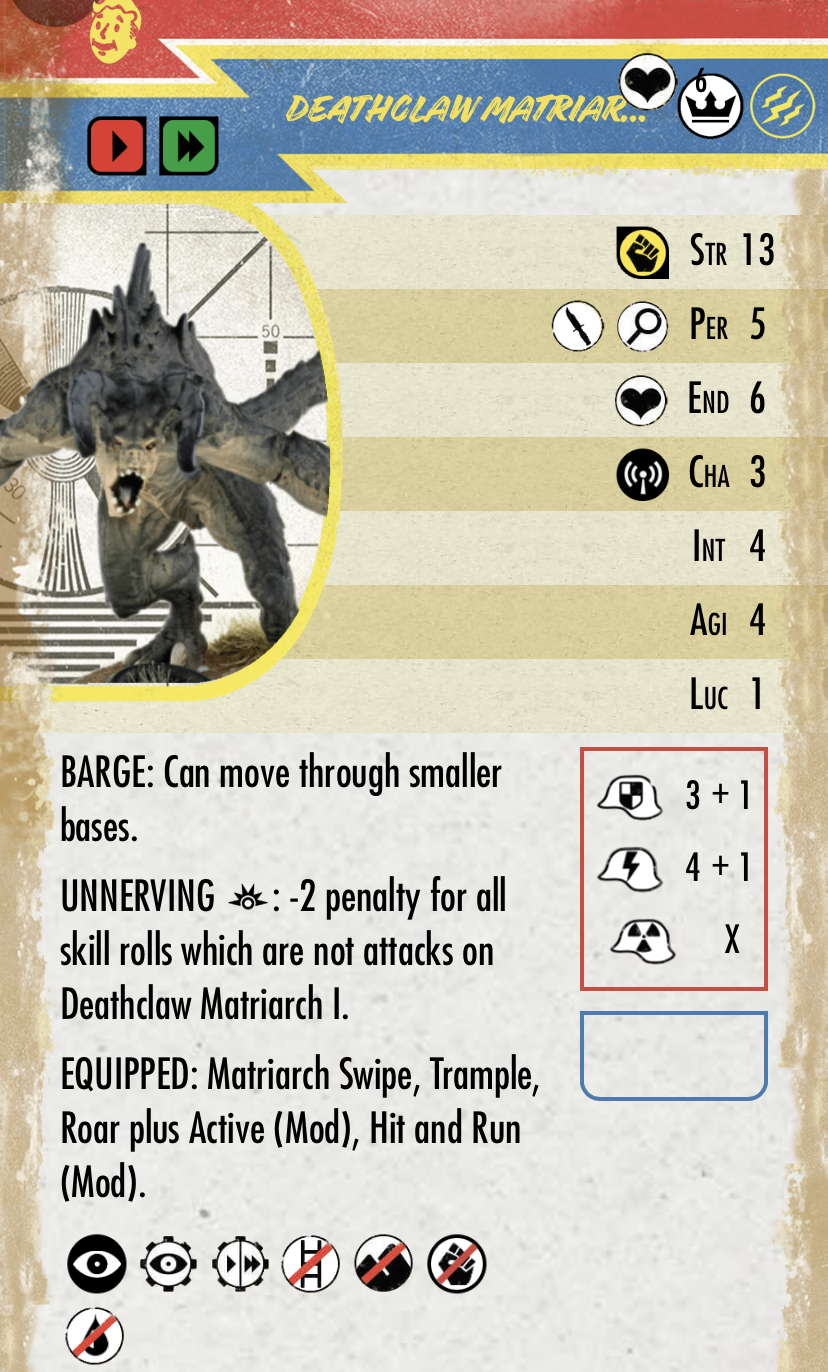 DEATHCLAW MATRIAR...
6
50
30
STR 13
PER 5
END 6
CHA 3
INT 4
AGI 4
LUC 1
BARGE: Can move through smaller
bases.
UNNERVING : -2 penalty for all
skill rolls which are not attacks on
Deathclaw Matriarch I.
EQUIPPED: Matriarch Swipe, Trample,
Roar plus Active (Mod), Hit and Run
(Mod).
3 + 1
4 + 1
X